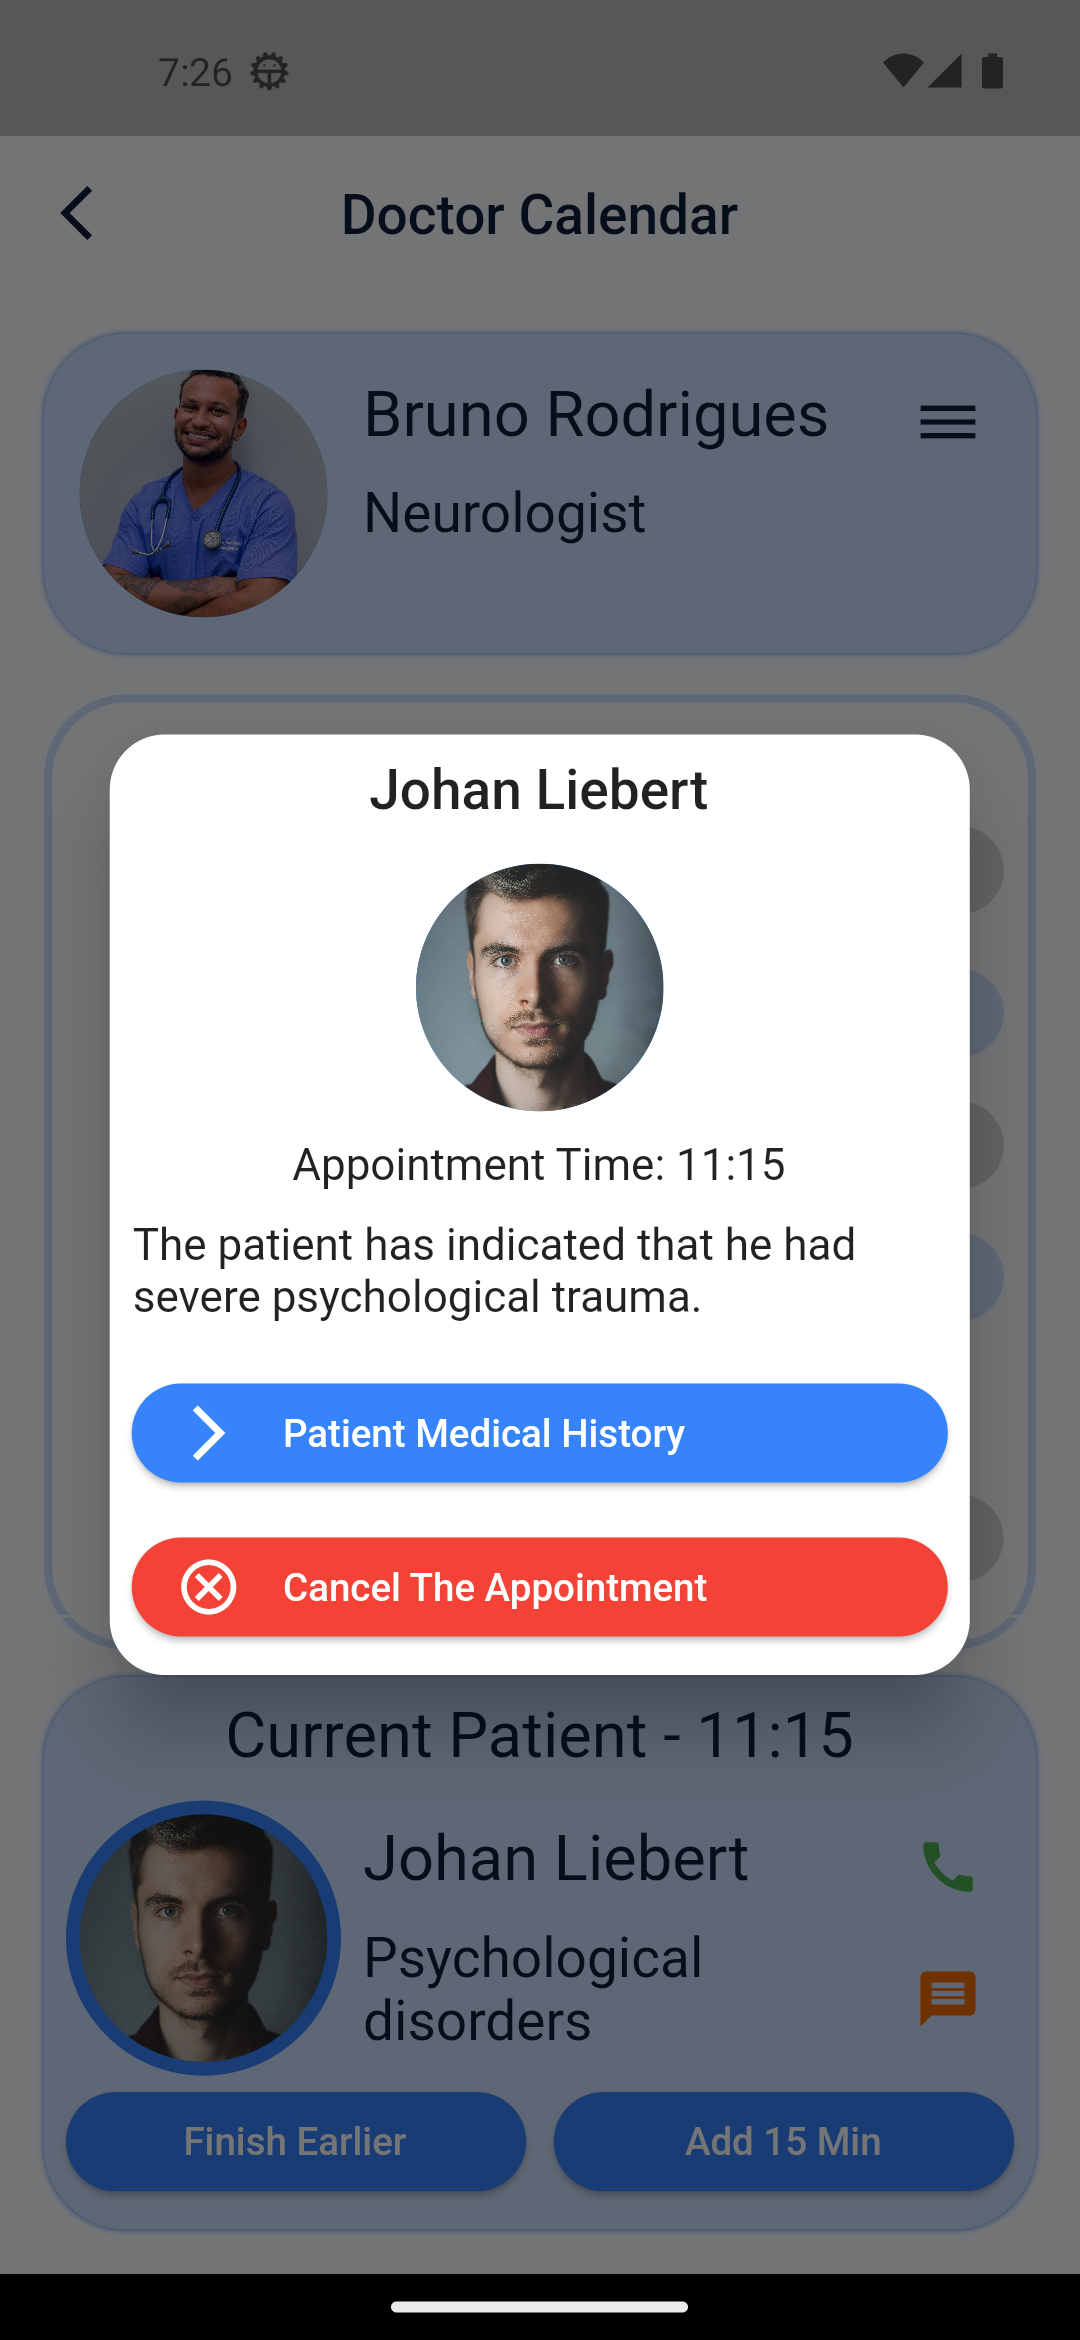 7:26
Doctor Calendar
Bruno Rodrigues
Neurologist
Johan Liebert
Appointment Time: 11:15
The patient has indicated that he had
severe psychological trauma.
Patient Medical History
Cancel The Appointment
Current Patient - 11:15
Johan Liebert
Psychological
disorders
Finish Earlier
Add 15 Min